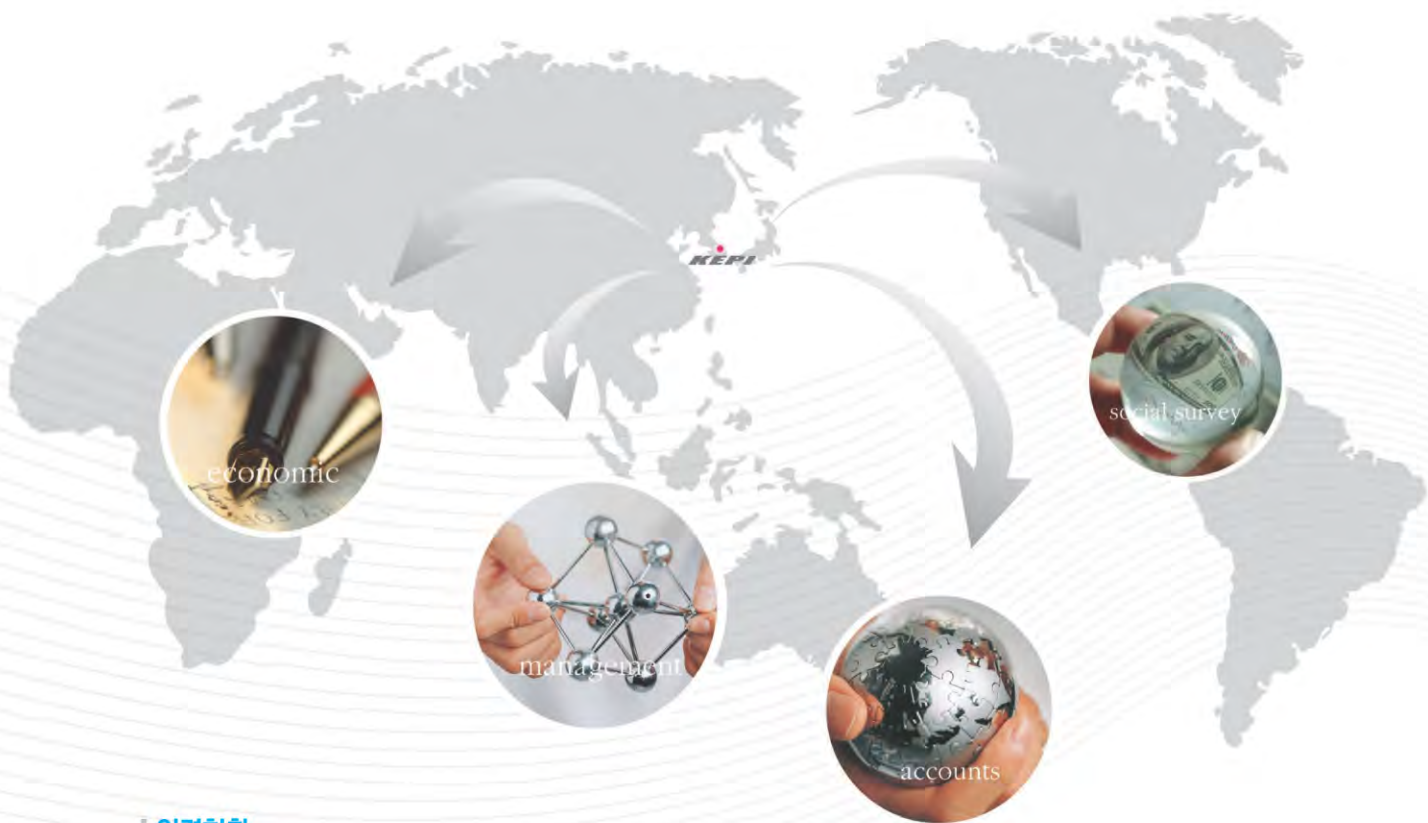 KEPI
social survey
economic
management
accounts